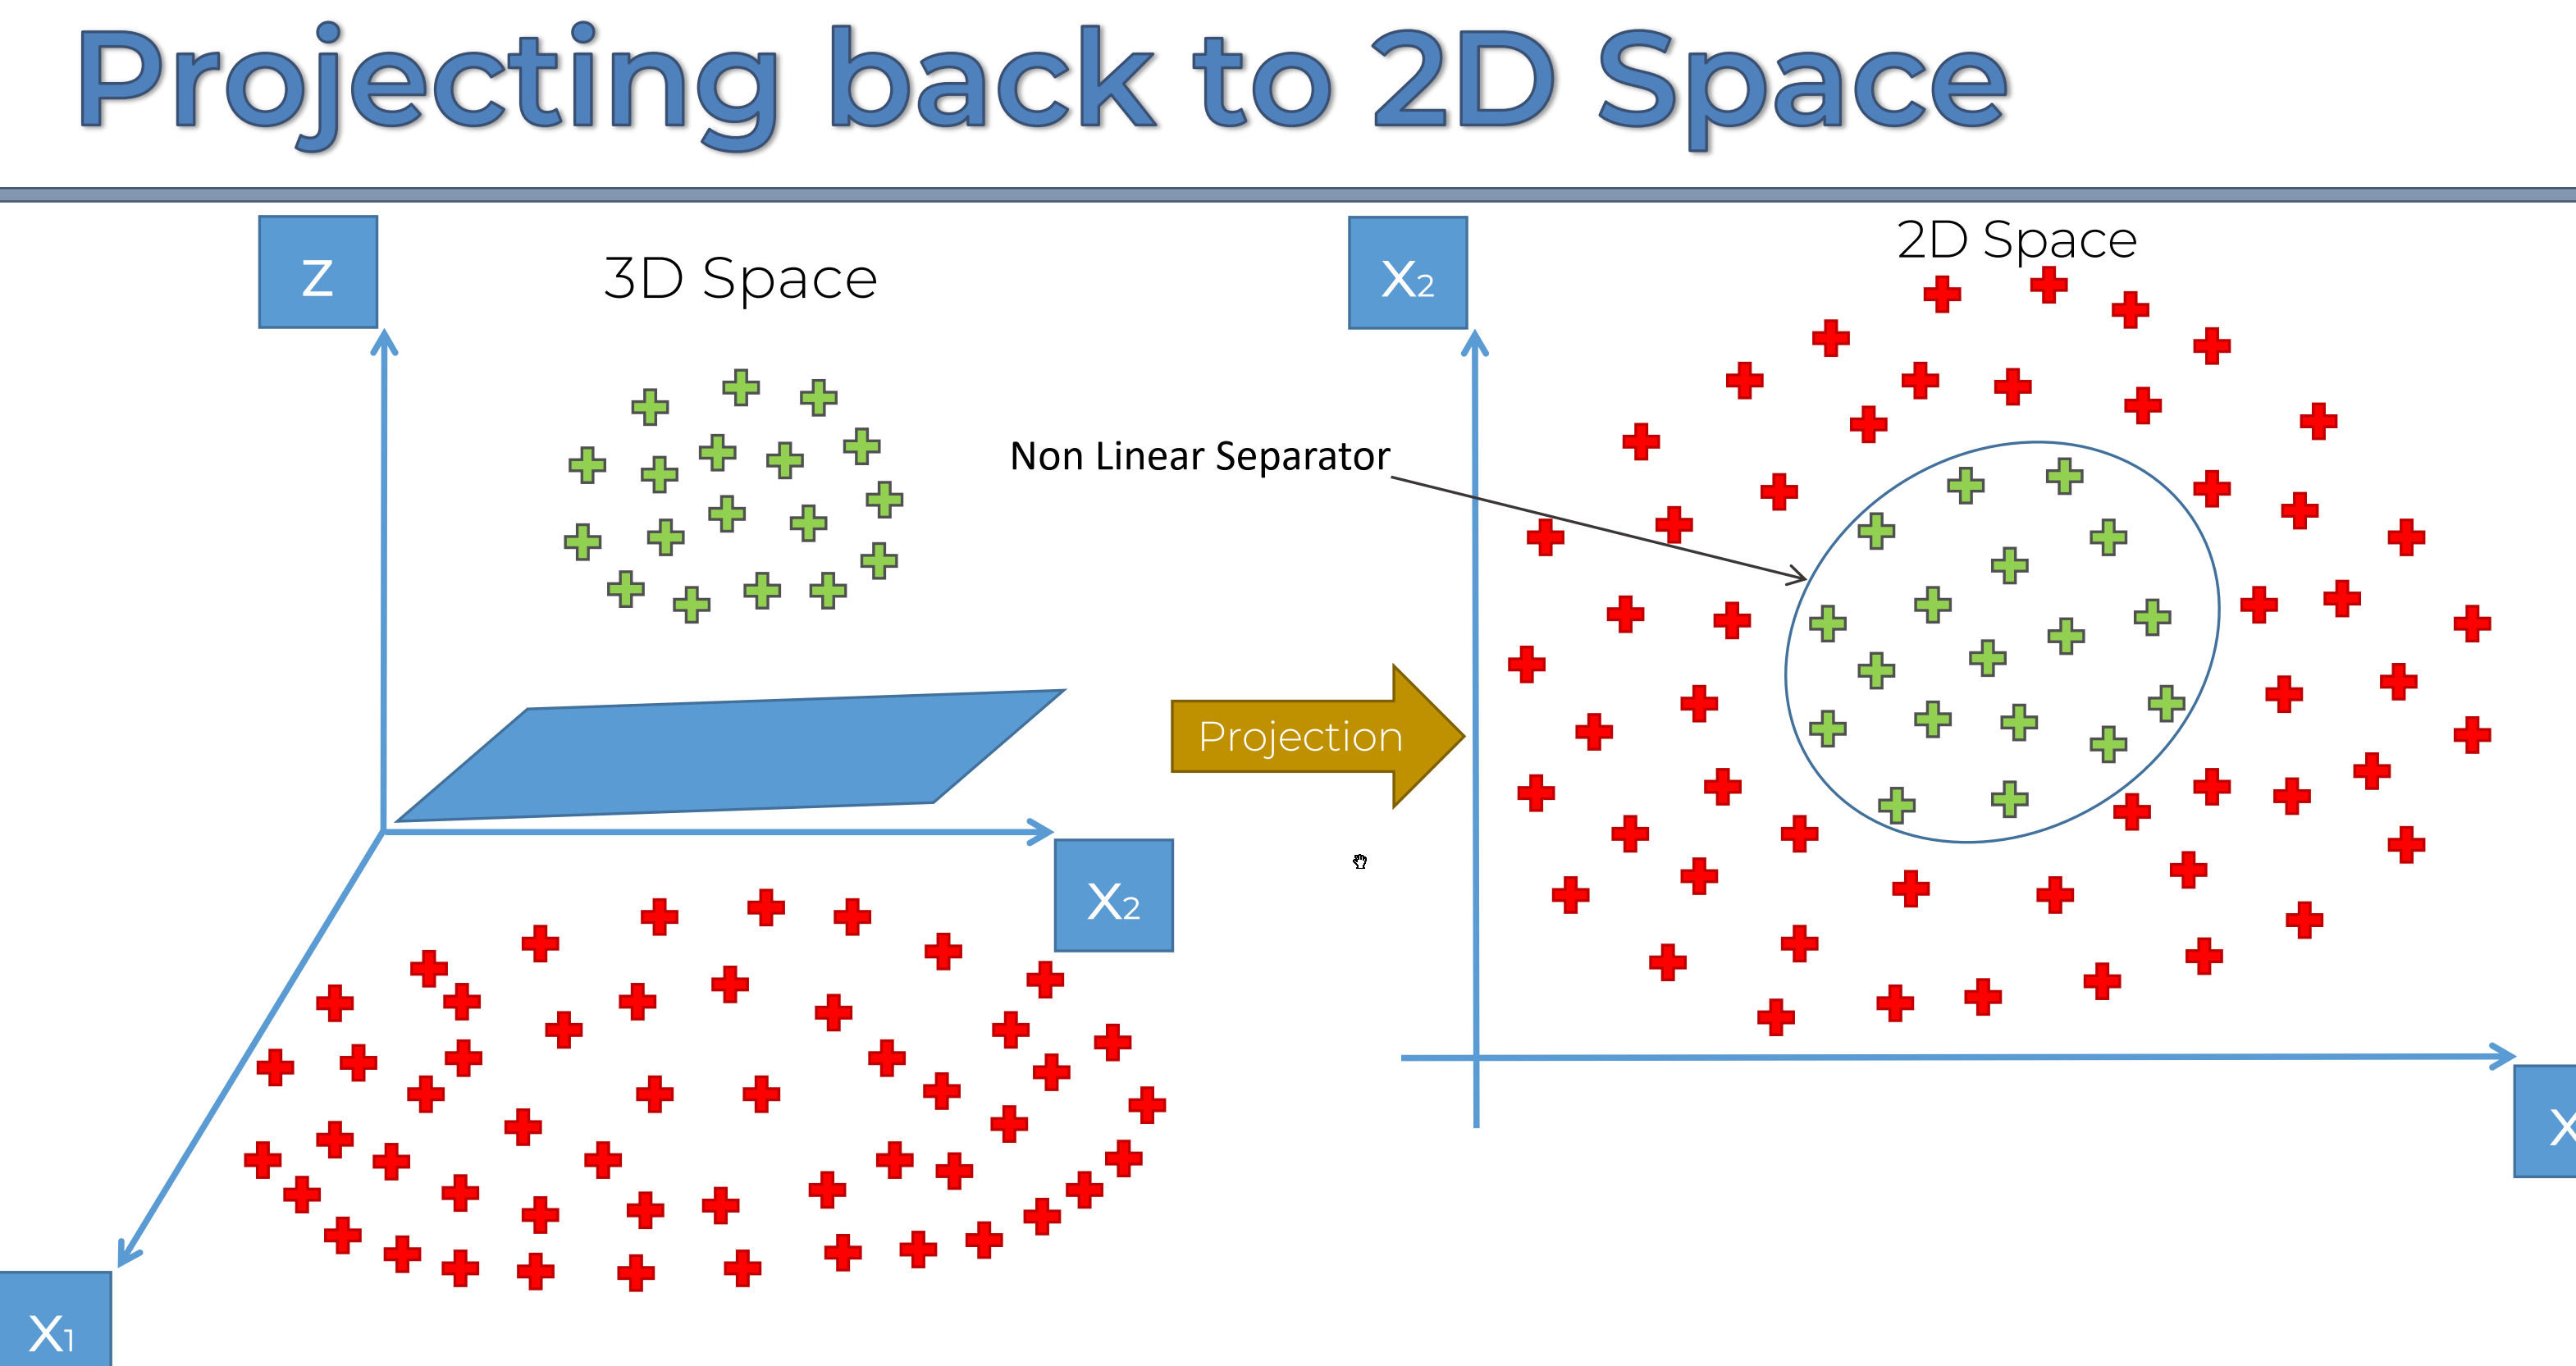 Projecting back to 2D Space
Z
3D Space
X2
2D Space
Non Linear Separator
Projection
X2
X
X1